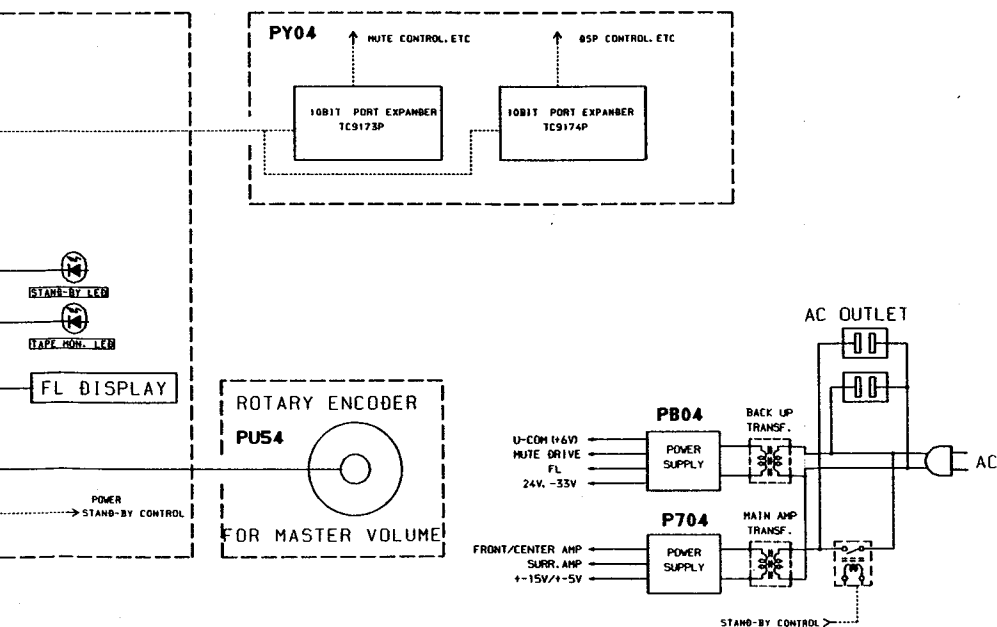 PY04
MUTE CONTROL.ETC
DSP CONTROL.ETC
10BIT PORT EXPANDER
TC9173P
10BIT PORT EXPANDER
TC9174P
STAND-BY LED
TAPE MON. LED
FL DISPLAY
POWER
STAND-BY CONTROL
ROTARY ENCODER
PU54
FOR MASTER VOLUME
AC OUTLET
PB04
BACK UP
TRANSF.
U-COM (+6V)
MUTE DRIVE
FL
24V. -33V
POWER
SUPPLY
AC
P704
MAIN AMP
TRANSF.
FRONT/CENTER AMP
SURR.AMP
+-15V/+-5V
POWER
SUPPLY
STAND-BY CONTROL